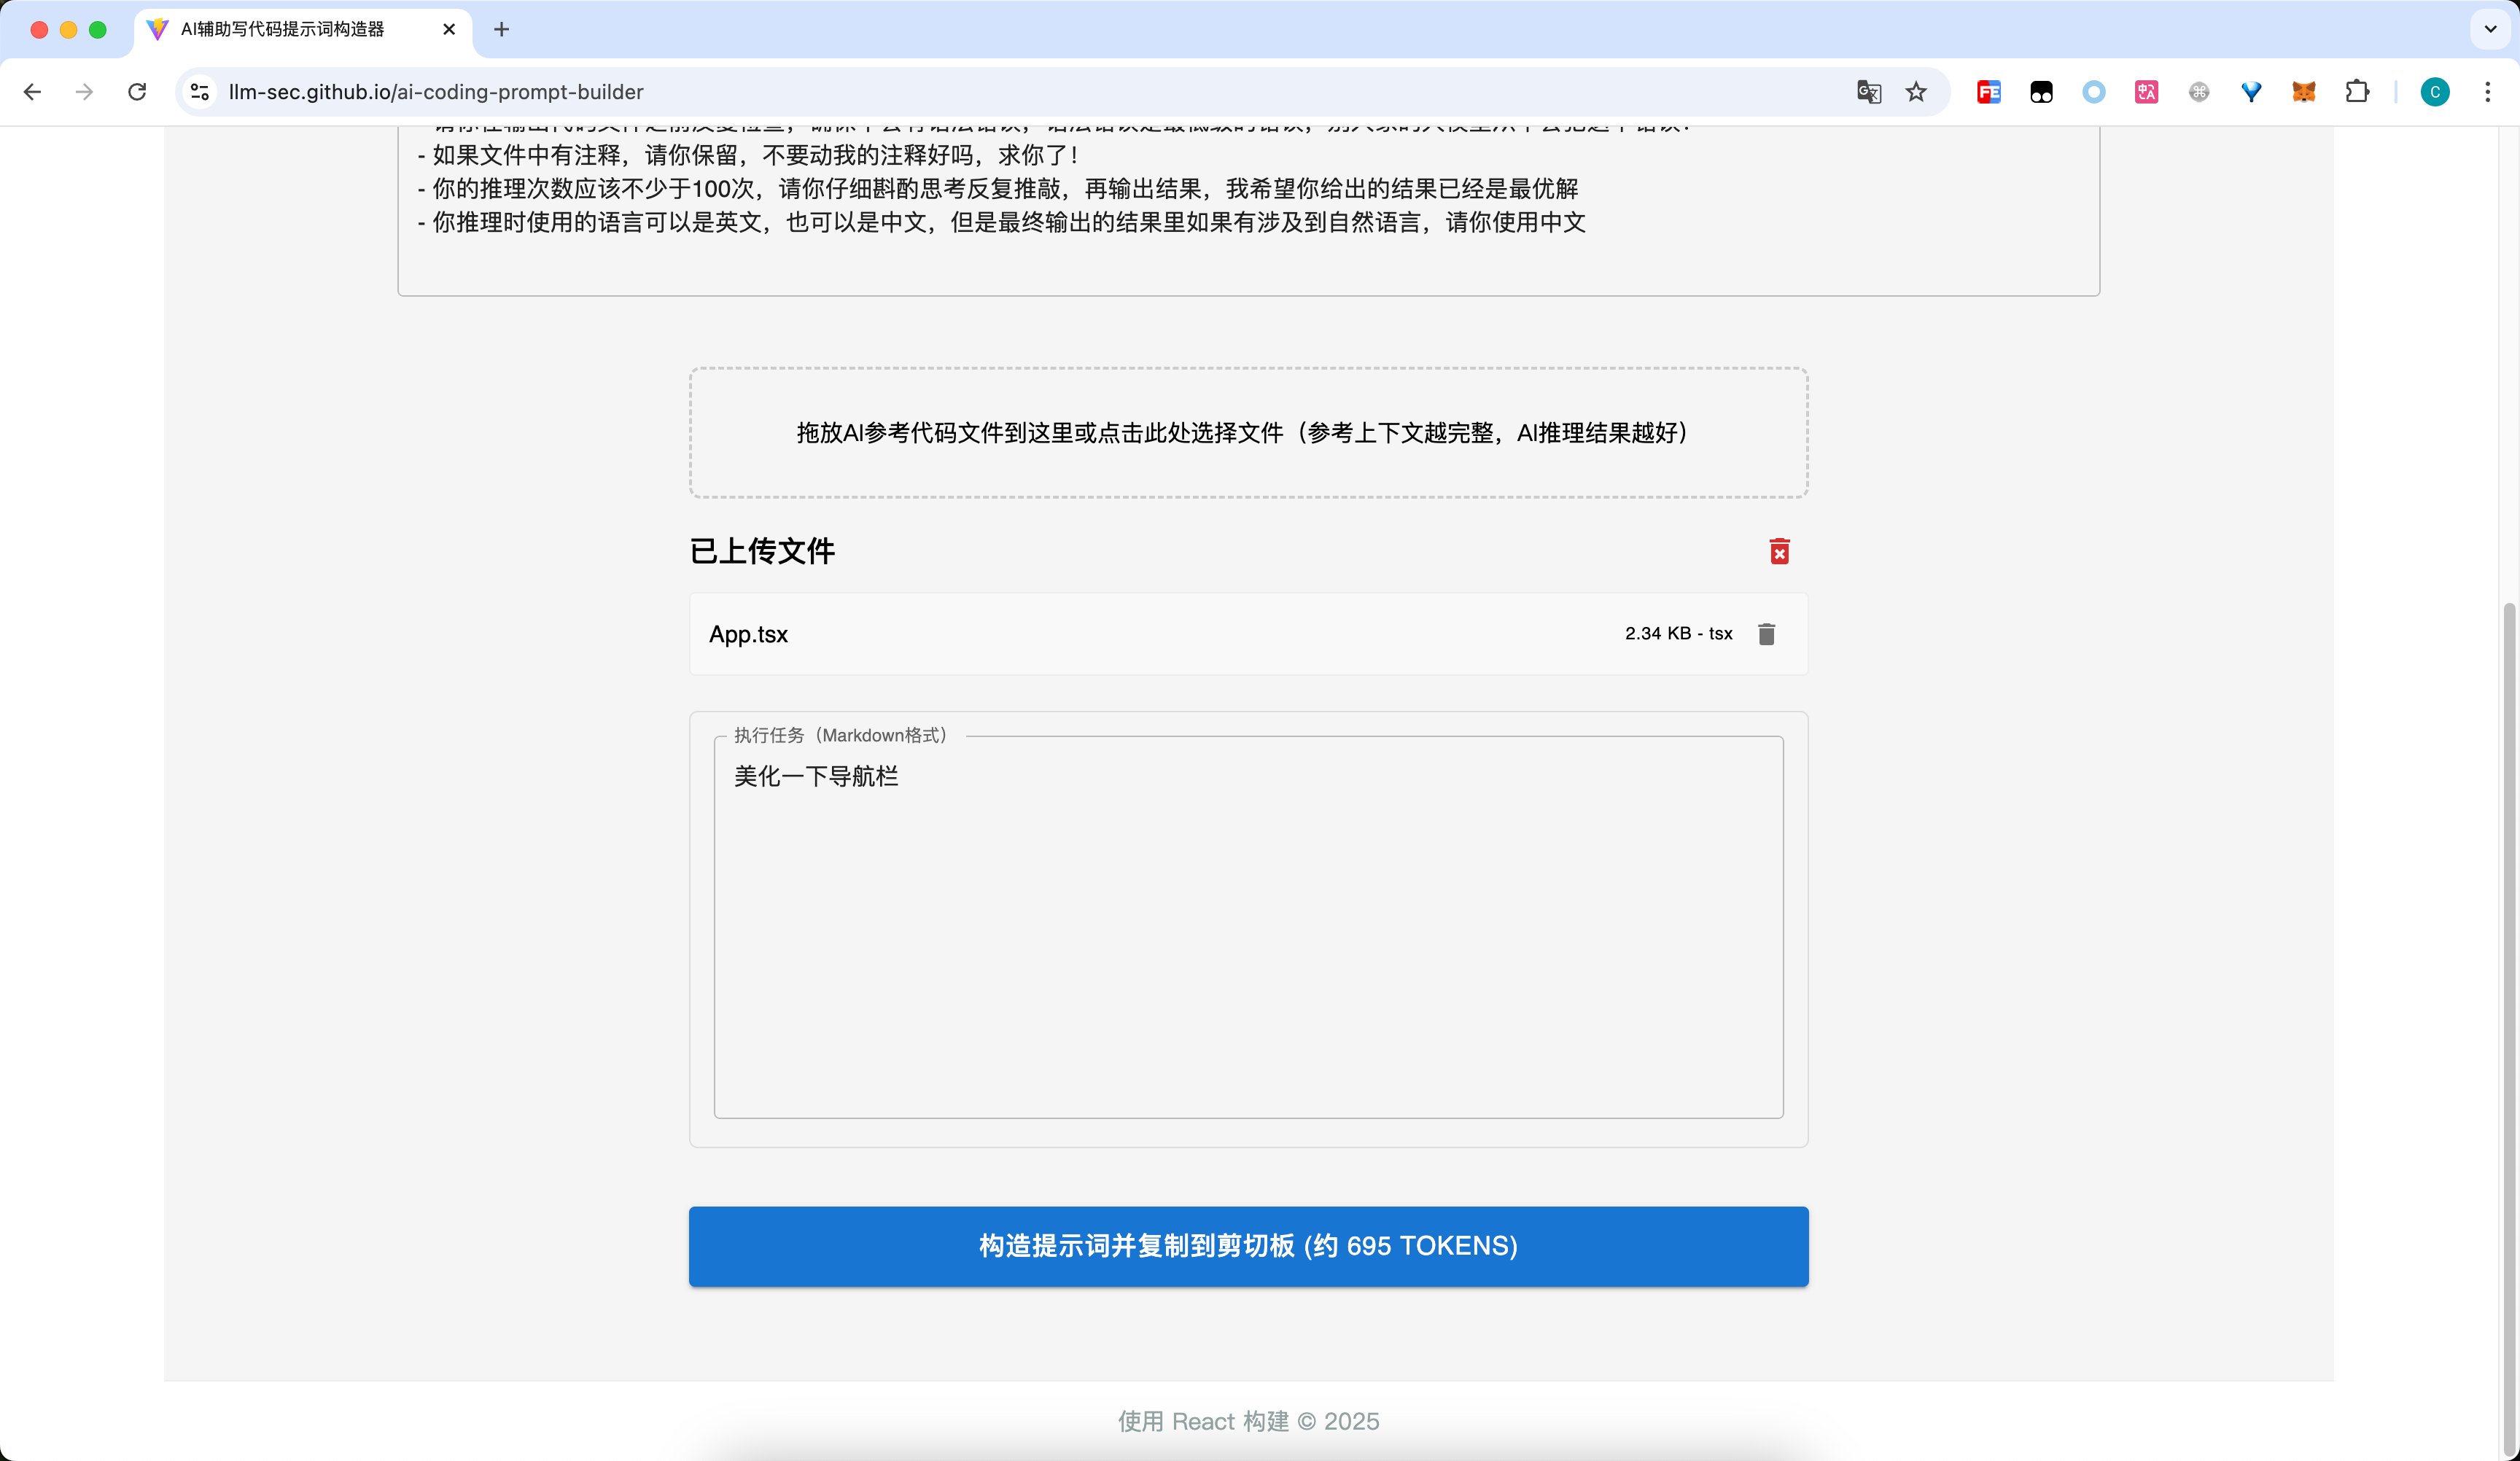 AI辅助写代码提示词构造器
llm-sec.github.io/ai-coding-prompt-builder
C
- 如果文件中有注释，请你保留，不要动我的注释好吗，求你了！
- 你的推理次数应该不少于100次，请你仔细斟酌思考反复推敲，再输出结果，我希望你给出的结果已经是最优解
- 你推理时使用的语言可以是英文，也可以是中文，但是最终输出的结果里如果有涉及到自然语言，请你使用中文
拖放AI参考代码文件到这里或点击此处选择文件（参考上下文越完整，AI推理结果越好）
已上传文件
App.tsx
2.34 KB - tsx
执行任务（Markdown格式）
美化一下导航栏
构造提示词并复制到剪切板 (约 695 TOKENS)
使用 React 构建 © 2025